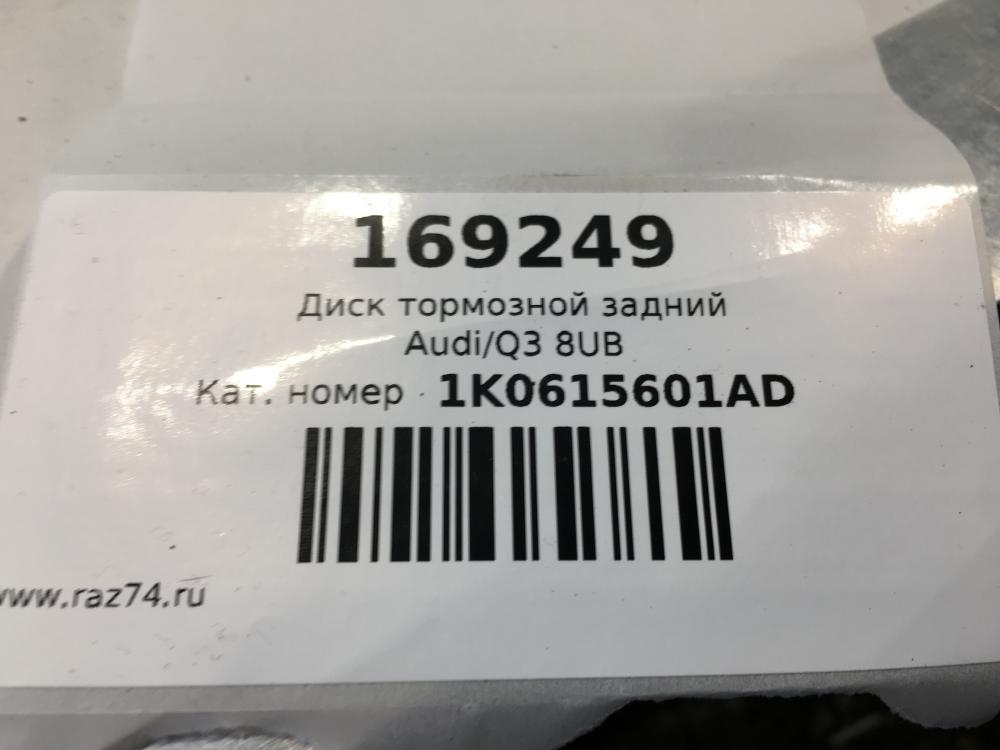 169249
Диск тормозной задний
Audi/Q3 8UB
Кат. номер 1K0615601AD
www.raz74.ru